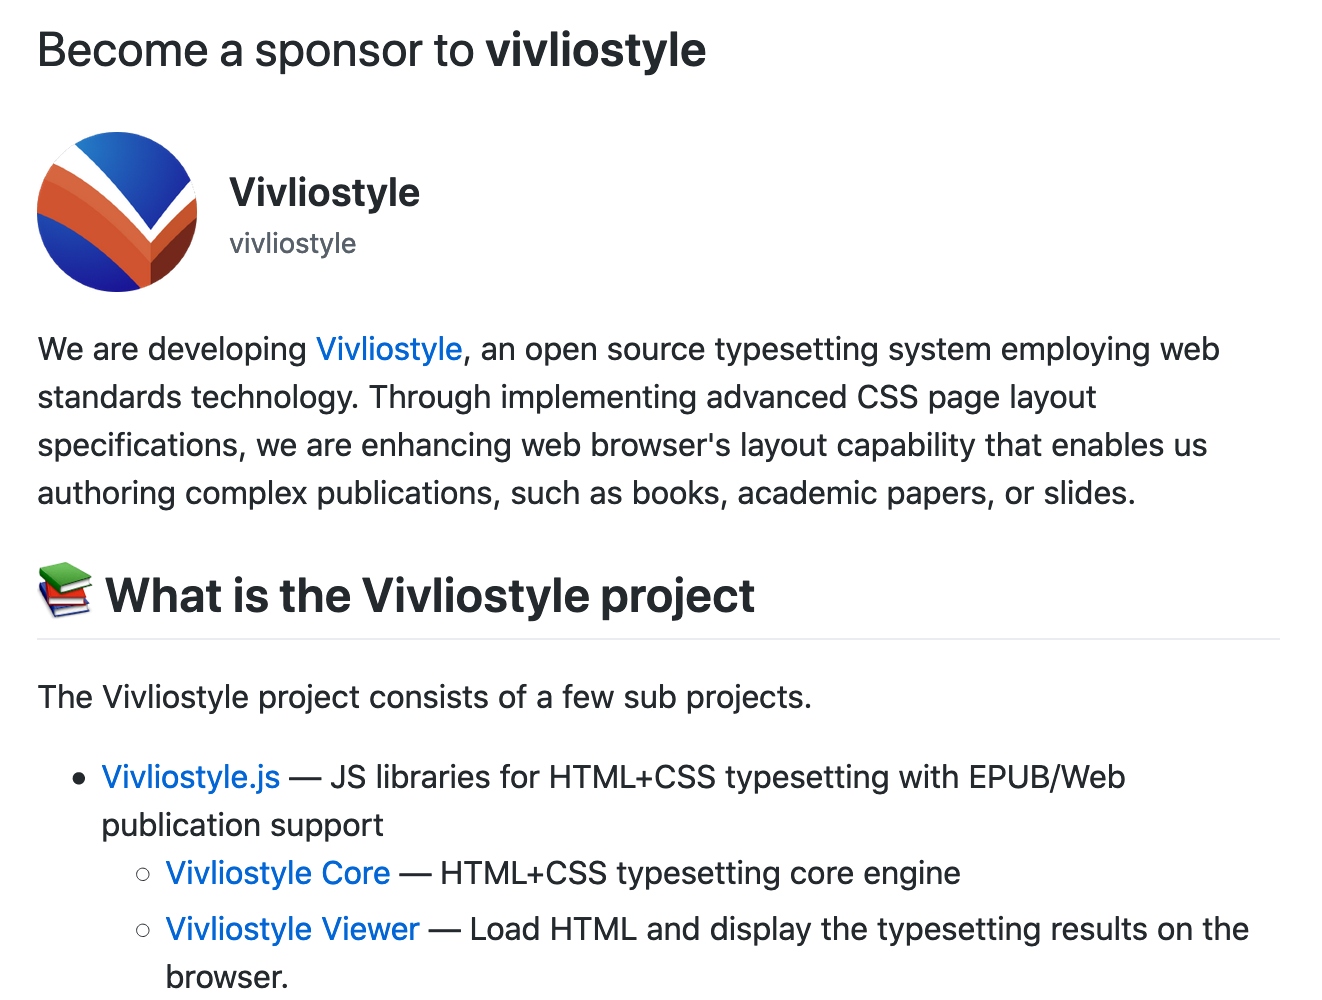 Become a sponsor to vivliostyle
Vivliostyle
vivliostyle
We are developing Vivliostyle, an open source typesetting system employing web
standards technology. Through implementing advanced CSS page layout
specifications, we are enhancing web browser's layout capability that enables us
authoring complex publications, such as books, academic papers, or slides.
📚 What is the Vivliostyle project
The Vivliostyle project consists of a few sub projects.
• Vivliostyle.js — JS libraries for HTML+CSS typesetting with EPUB/Web
publication support
◦ Vivliostyle Core — HTML+CSS typesetting core engine
◦ Vivliostyle Viewer — Load HTML and display the typesetting results on the
browser.